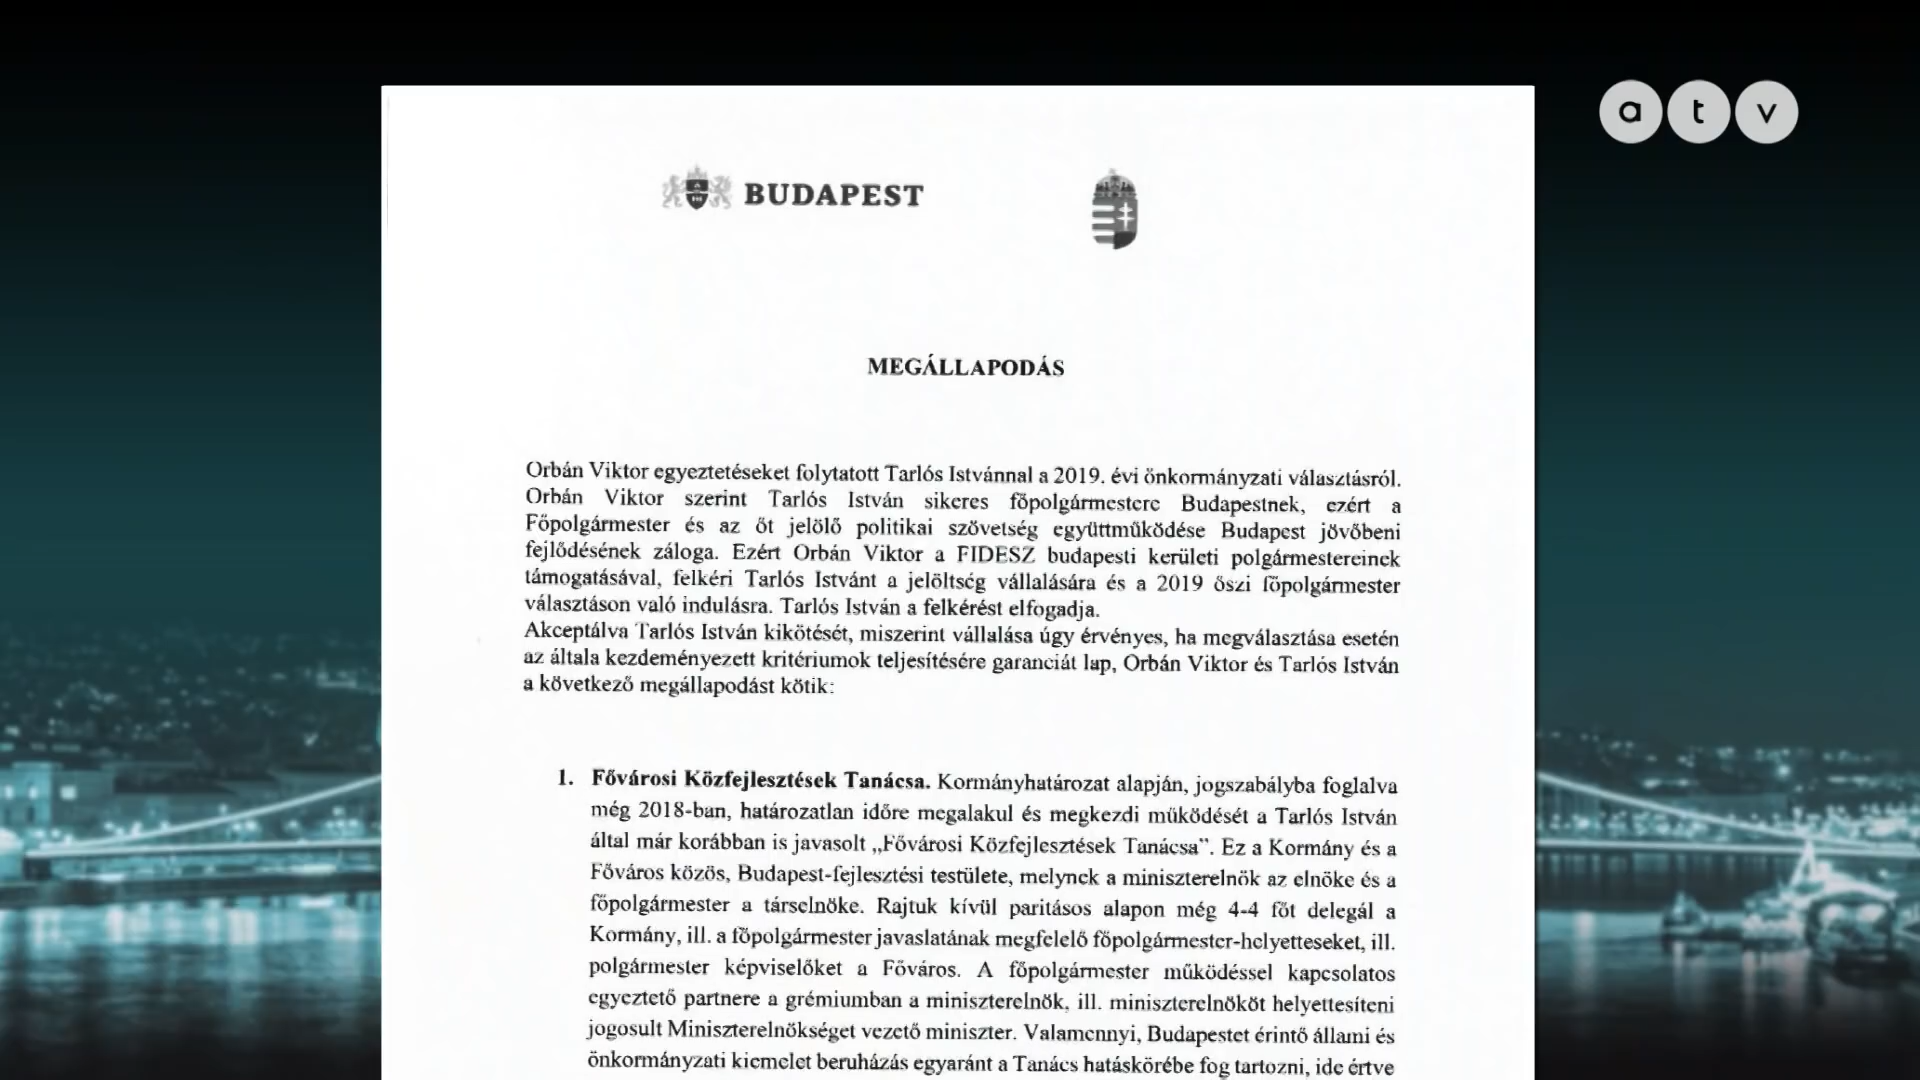 a t v
BUDAPEST
MEGÁLLAPODÁS
Orbán Viktor egyeztetéseket folytatott Tarlós Istvánnal a 2019. évi önkormányzati választásról.
Orbán Viktor szerint Tarlós István sikeres főpolgármestere Budapestnek, ezért a
Főpolgármester és az őt jelölő politikai szövetség együttműködése Budapest jövőbeni
fejlődésének záloga. Ezért Orbán Viktor a FIDESZ budapesti kerületi polgármestereinek
támogatásával, felkéri Tarlós Istvánt a jelöltség vállalására és a 2019 őszi főpolgármester
választáson való indulásra. Tarlós István a felkérést elfogadja.
Akceptálva Tarlós István kikötését, miszerint vállalása úgy érvényes, ha megválasztása esetén
az általa kezdeményezett kritériumok teljesítésére garanciát lap, Orbán Viktor és Tarlós István
a következő megállapodást kötik:
1. Fővárosi Közfejlesztések Tanácsa. Kormányhatározat alapján, jogszabályba foglalva
még 2018-ban, határozatlan időre megalakul és megkezdi működését a Tarlós István
által már korábban is javasolt „Fővárosi Közfejlesztések Tanácsa”. Ez a Kormány és a
Főváros közös, Budapest-fejlesztési testülete, melynek a miniszterelnök az elnöke és a
főpolgármester a társelnöke. Rajtuk kívül paritásos alapon még 4-4 főt delegál a
Kormány, ill. a főpolgármester javaslatának megfelelő főpolgármester-helyetteseket, ill.
polgármester képviselőket a Főváros. A főpolgármester működéssel kapcsolatos
egyeztető partnere a grémiumban a miniszterelnök, ill. miniszterelnököt helyettesíteni
jogosult Miniszterelnökséget vezető miniszter. Valamennyi, Budapestet érintő állami és
önkormányzati kiemelet beruházás egyaránt a Tanács hatáskörébe fog tartozni, ide értve